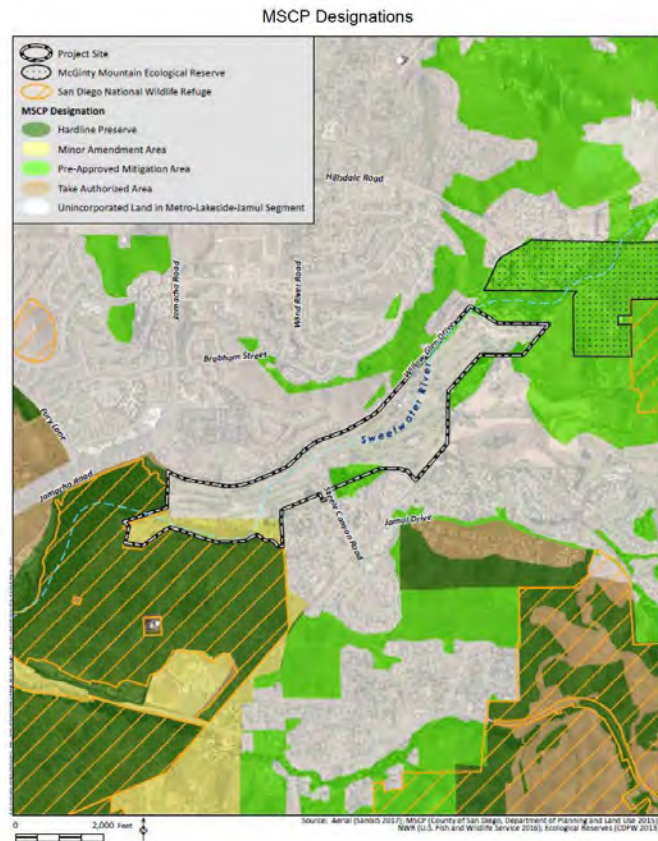 MSCP Designations
Project Site
McGinty Mountain Ecological Reserve
San Diego National Wildlife Refuge
MSCP Designation
Hardline Preserve
Minor Amendment Area
Pre-Approved Mitigation Area
Take Authorized Area
Unincorporated Land in Metro-Lakeside-Jamul Segment
Hillsdale Road
Jamacha Road
Wind River Road
Brabham Street
Willow Glen Drive
Sweetwater River
Fury Lane
Jamacha Road
Steele Canyon Road
Jamul Drive
0 2,000 Feet
Source: Aerial (SanGIS 2017); MSCP (County of San Diego, Department of Planning and Land Use 2015);
NWR (U.S. Fish and Wildlife Service 2016); Ecological Reserves (CDFW 2013)